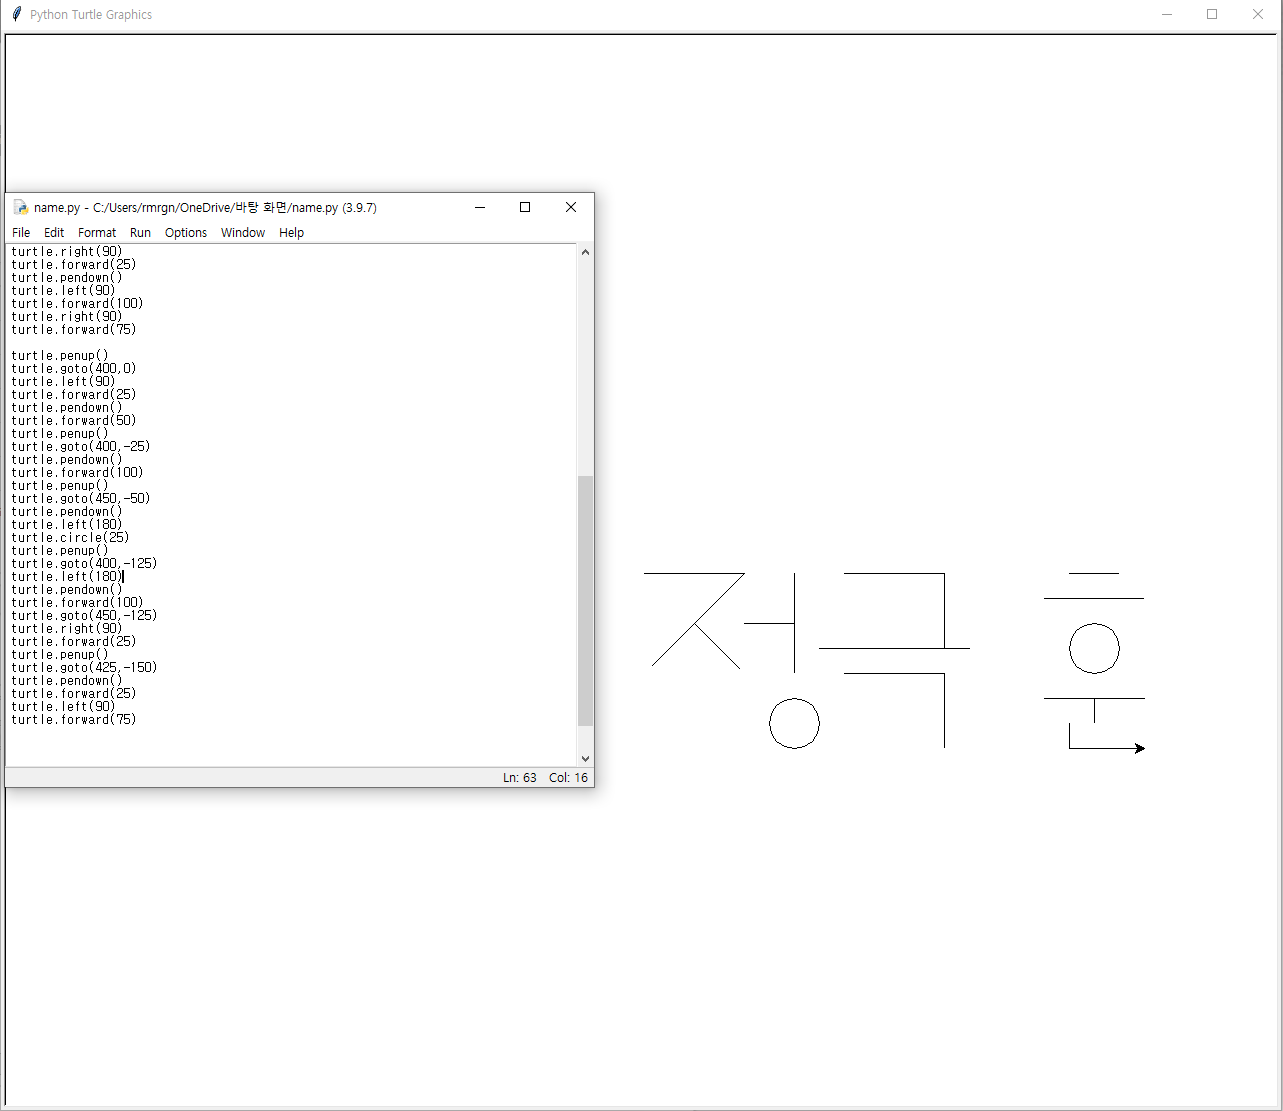 Python Turtle Graphics
name.py - C:/Users/rmrgn/OneDrive/바탕 화면/name.py (3.9.7)
File Edit Format Run Options Window Help
turtle.right(90)
turtle.forward(25)
turtle.pendown()
turtle.left(90)
turtle.forward(100)
turtle.right(90)
turtle.forward(75)
turtle.penup()
turtle.goto(400,0)
turtle.left(90)
turtle.forward(25)
turtle.pendown()
turtle.forward(50)
turtle.penup()
turtle.goto(400,-25)
turtle.pendown()
turtle.forward(100)
turtle.penup()
turtle.goto(450,-50)
turtle.pendown()
turtle.left(180)
turtle.circle(25)
turtle.penup()
turtle.goto(400,-125)
turtle.left(180)
turtle.pendown()
turtle.forward(100)
turtle.goto(450,-125)
turtle.right(90)
turtle.forward(25)
turtle.penup()
turtle.goto(425,-150)
turtle.pendown()
turtle.forward(25)
turtle.left(90)
turtle.forward(75)
Ln: 63 Col: 16
정극훈